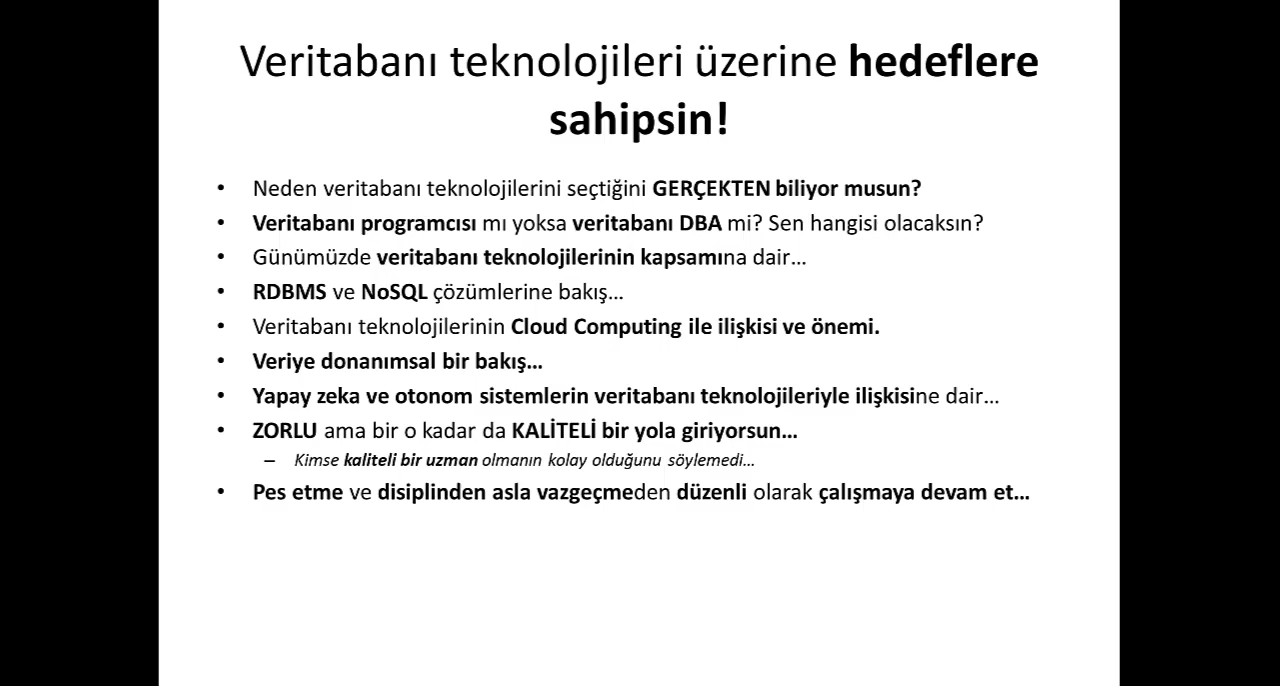 Veritabanı teknolojileri üzerine hedeflere
sahipsin!
• Neden veritabanı teknolojilerini seçtiğini GERÇEKTEN biliyor musun?
• Veritabanı programcısı mı yoksa veritabanı DBA mi? Sen hangisi olacaksın?
• Günümüzde veritabanı teknolojilerinin kapsamına dair...
• RDBMS ve NoSQL çözümlerine bakış...
• Veritabanı teknolojilerinin Cloud Computing ile ilişkisi ve önemi.
• Veriye donanımsal bir bakış...
• Yapay zeka ve otonom sistemlerin veritabanı teknolojileriyle ilişkisine dair...
• ZORLU ama bir o kadar da KALİTELİ bir yola giriyorsun...
– Kimse kaliteli bir uzman olmanın kolay olduğunu söylemedi...
• Pes etme ve disiplinden asla vazgeçmeden düzenli olarak çalışmaya devam et...